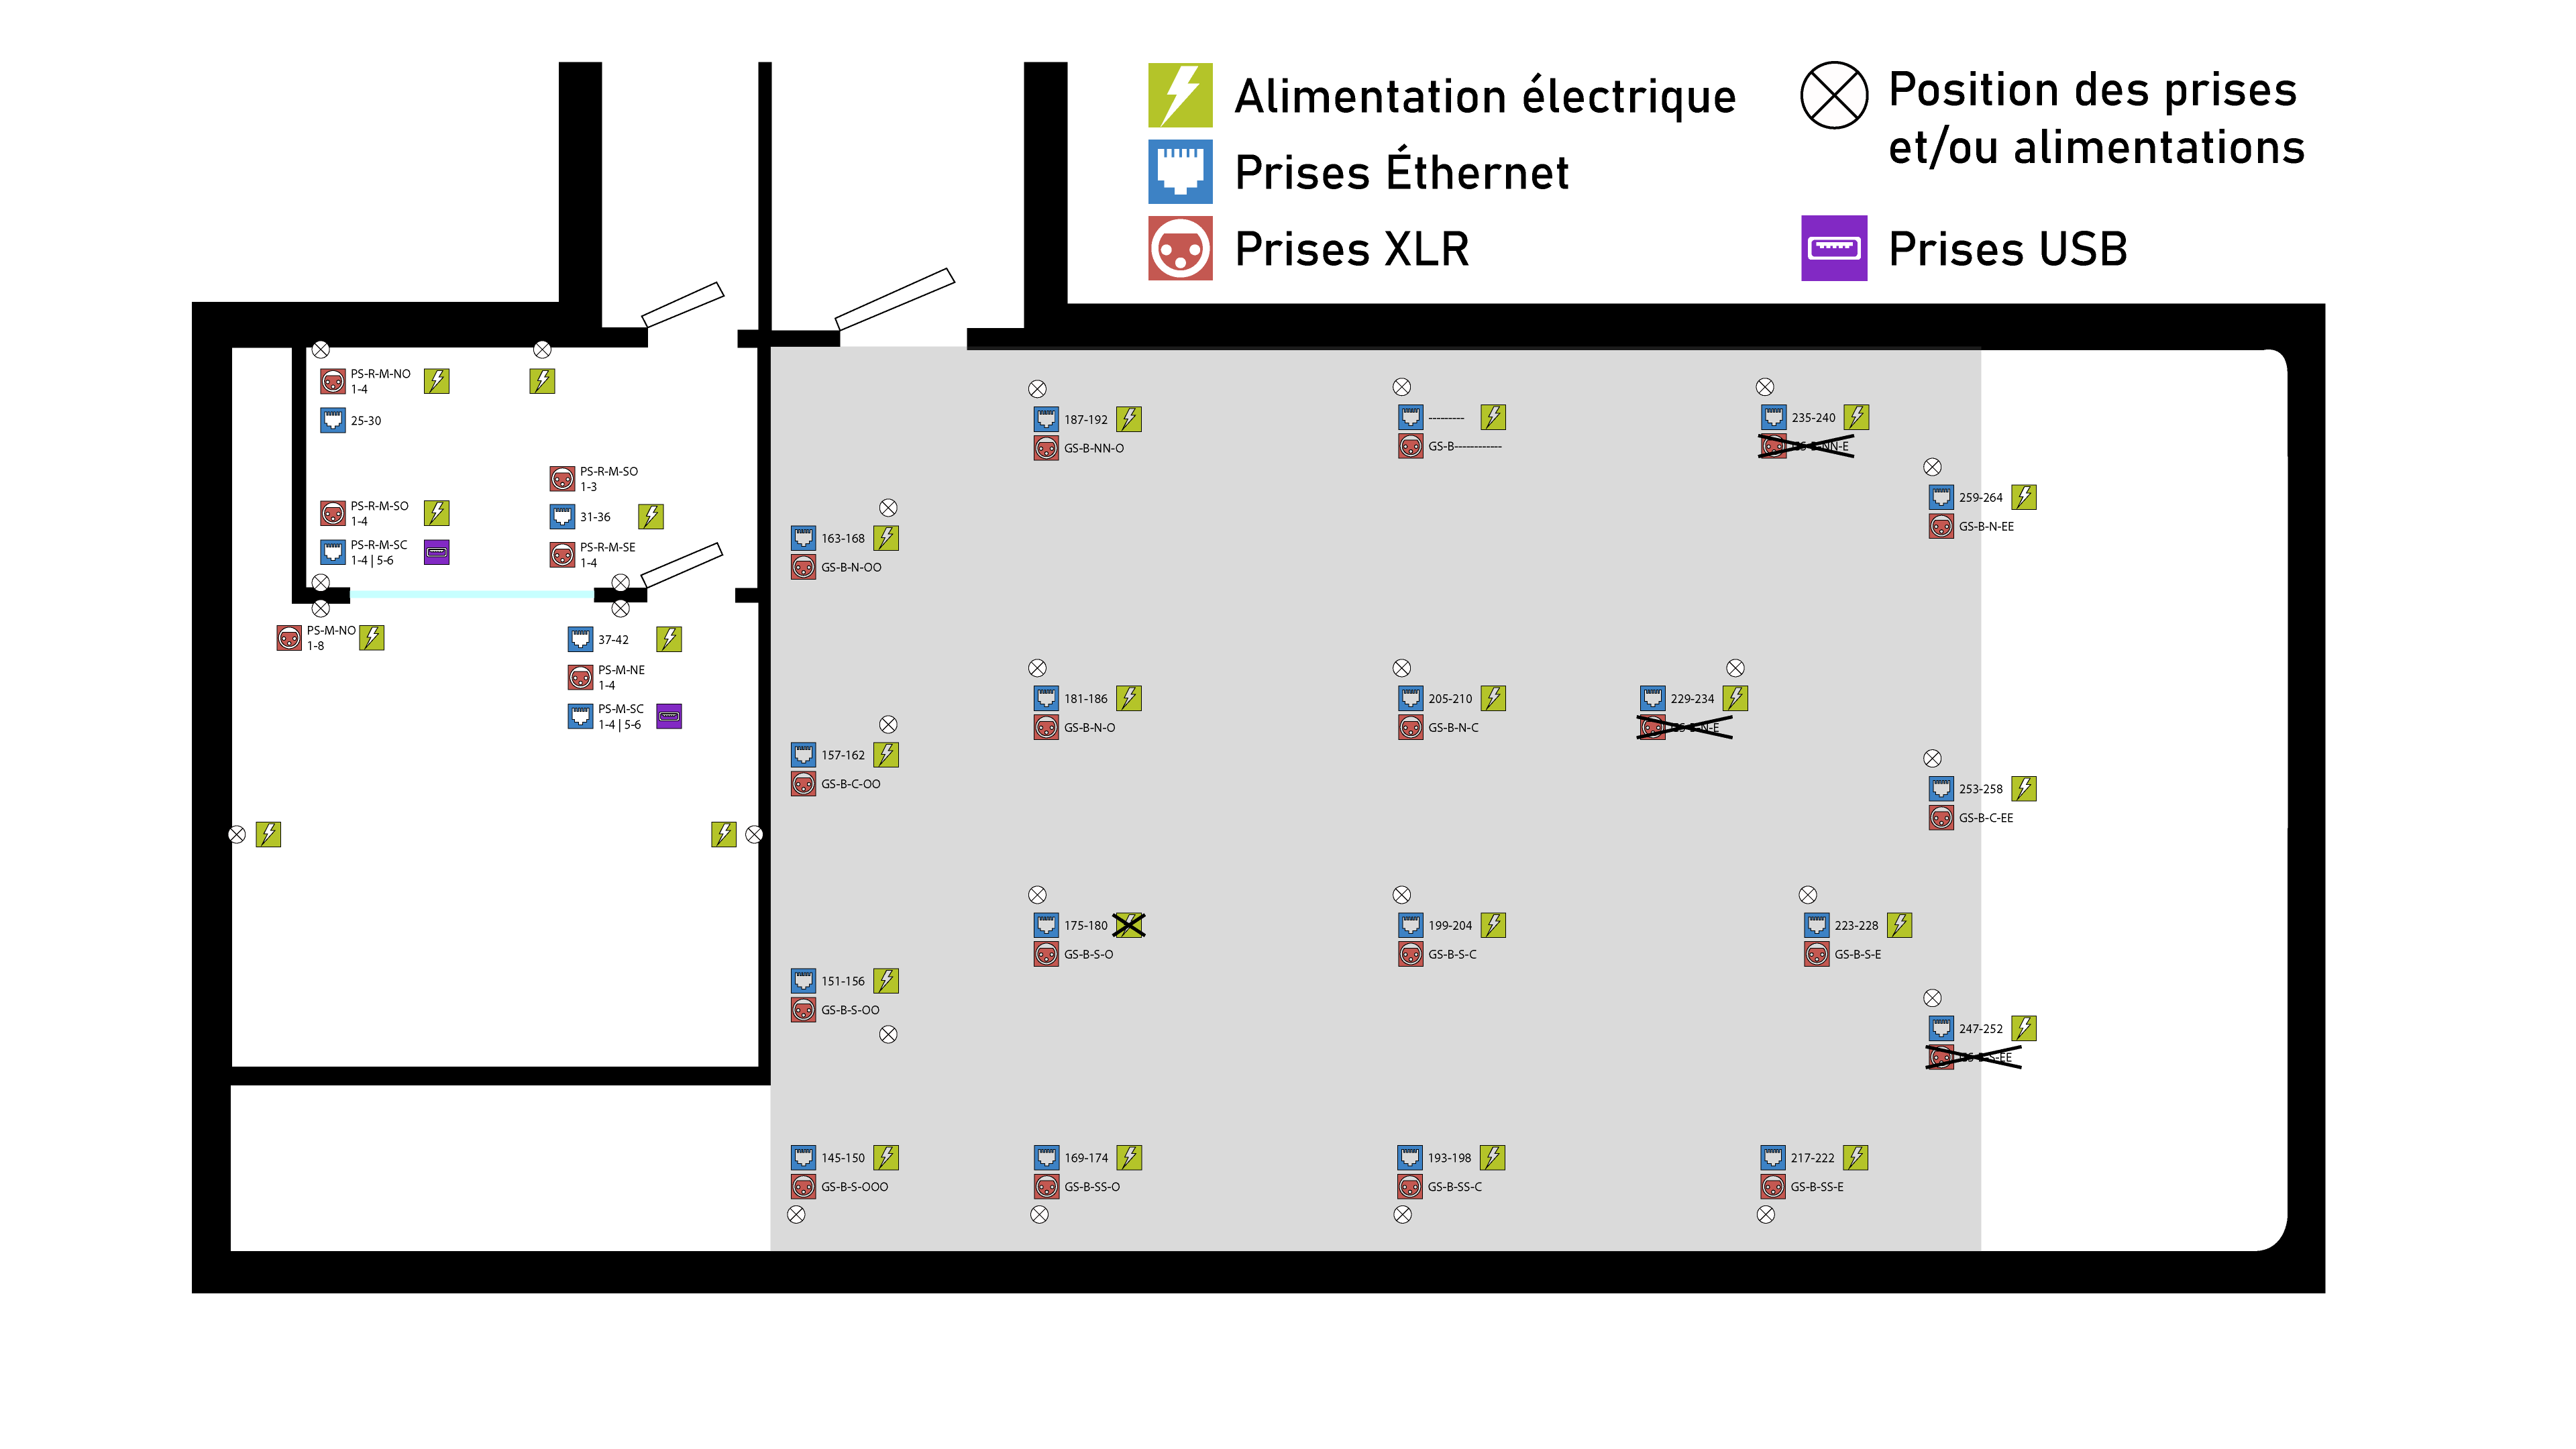 Alimentation électrique
Prises Éthernet
Prises XLR
Position des prises
et/ou alimentations
Prises USB
PS-R-M-NO
1-4
25-30
PS-R-M-SO
1-4
PS-R-M-SC
1-4 | 5-6
PS-R-M-SO
1-3
31-36
PS-R-M-SE
1-4
PS-M-NO
1-8
37-42
PS-M-NE
1-4
PS-M-SC
1-4 | 5-6
187-192
GS-B-NN-O
---------
GS-B------------
235-240
GS-B-NN-E
259-264
GS-B-N-EE
163-168
GS-B-N-OO
181-186
GS-B-N-O
205-210
GS-B-N-C
229-234
GS-B-N-E
157-162
GS-B-C-OO
253-258
GS-B-C-EE
175-180
GS-B-S-O
199-204
GS-B-S-C
223-228
GS-B-S-E
151-156
GS-B-S-OO
247-252
GS-B-S-EE
145-150
GS-B-S-OOO
169-174
GS-B-SS-O
193-198
GS-B-SS-C
217-222
GS-B-SS-E